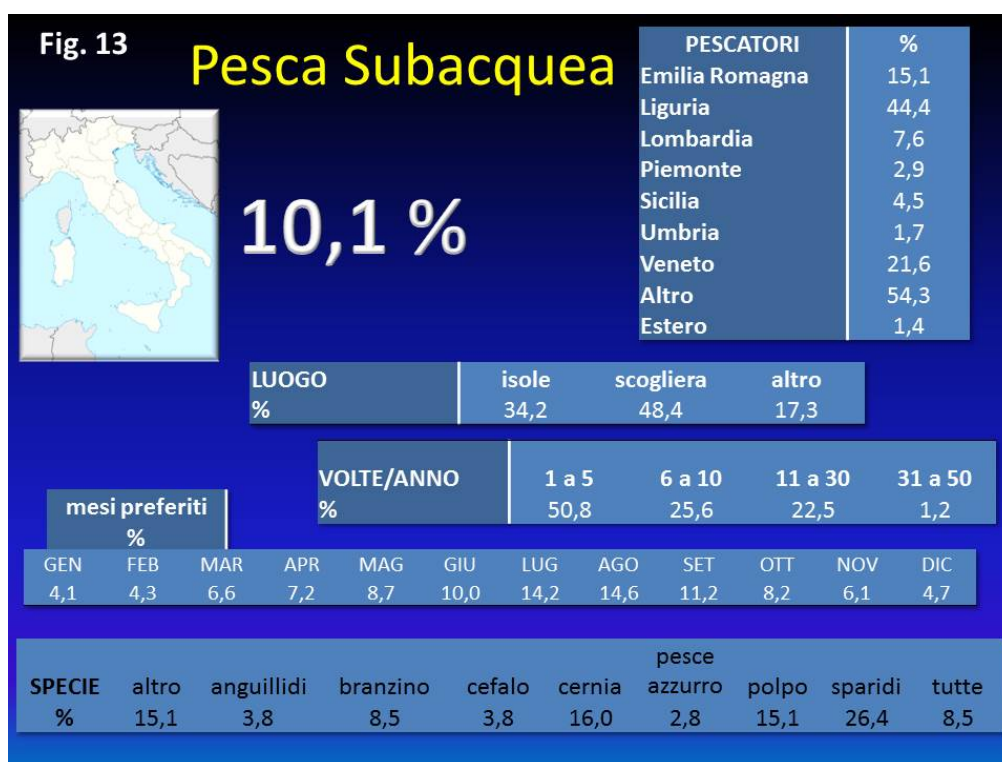 Fig. 13
Pesca Subacquea
10,1 %
PESCATORI %
Emilia Romagna 15,1
Liguria 44,4
Lombardia 7,6
Piemonte 2,9
Sicilia 4,5
Umbria 1,7
Veneto 21,6
Altro 54,3
Estero 1,4
LUOGO isole scogliera altro
% 34,2 48,4 17,3
VOLTE/ANNO 1 a 5 6 a 10 11 a 30 31 a 50
% 50,8 25,6 22,5 1,2
mesi preferiti
%
GEN FEB MAR APR MAG GIU LUG AGO SET OTT NOV DIC
4,1 4,3 6,6 7,2 8,7 10,0 14,2 14,6 11,2 8,2 6,1 4,7
SPECIE altro anguillidi branzino cefalo cernia pesce azzurro polpo sparidi tutte
% 15,1 3,8 8,5 3,8 16,0 2,8 15,1 26,4 8,5